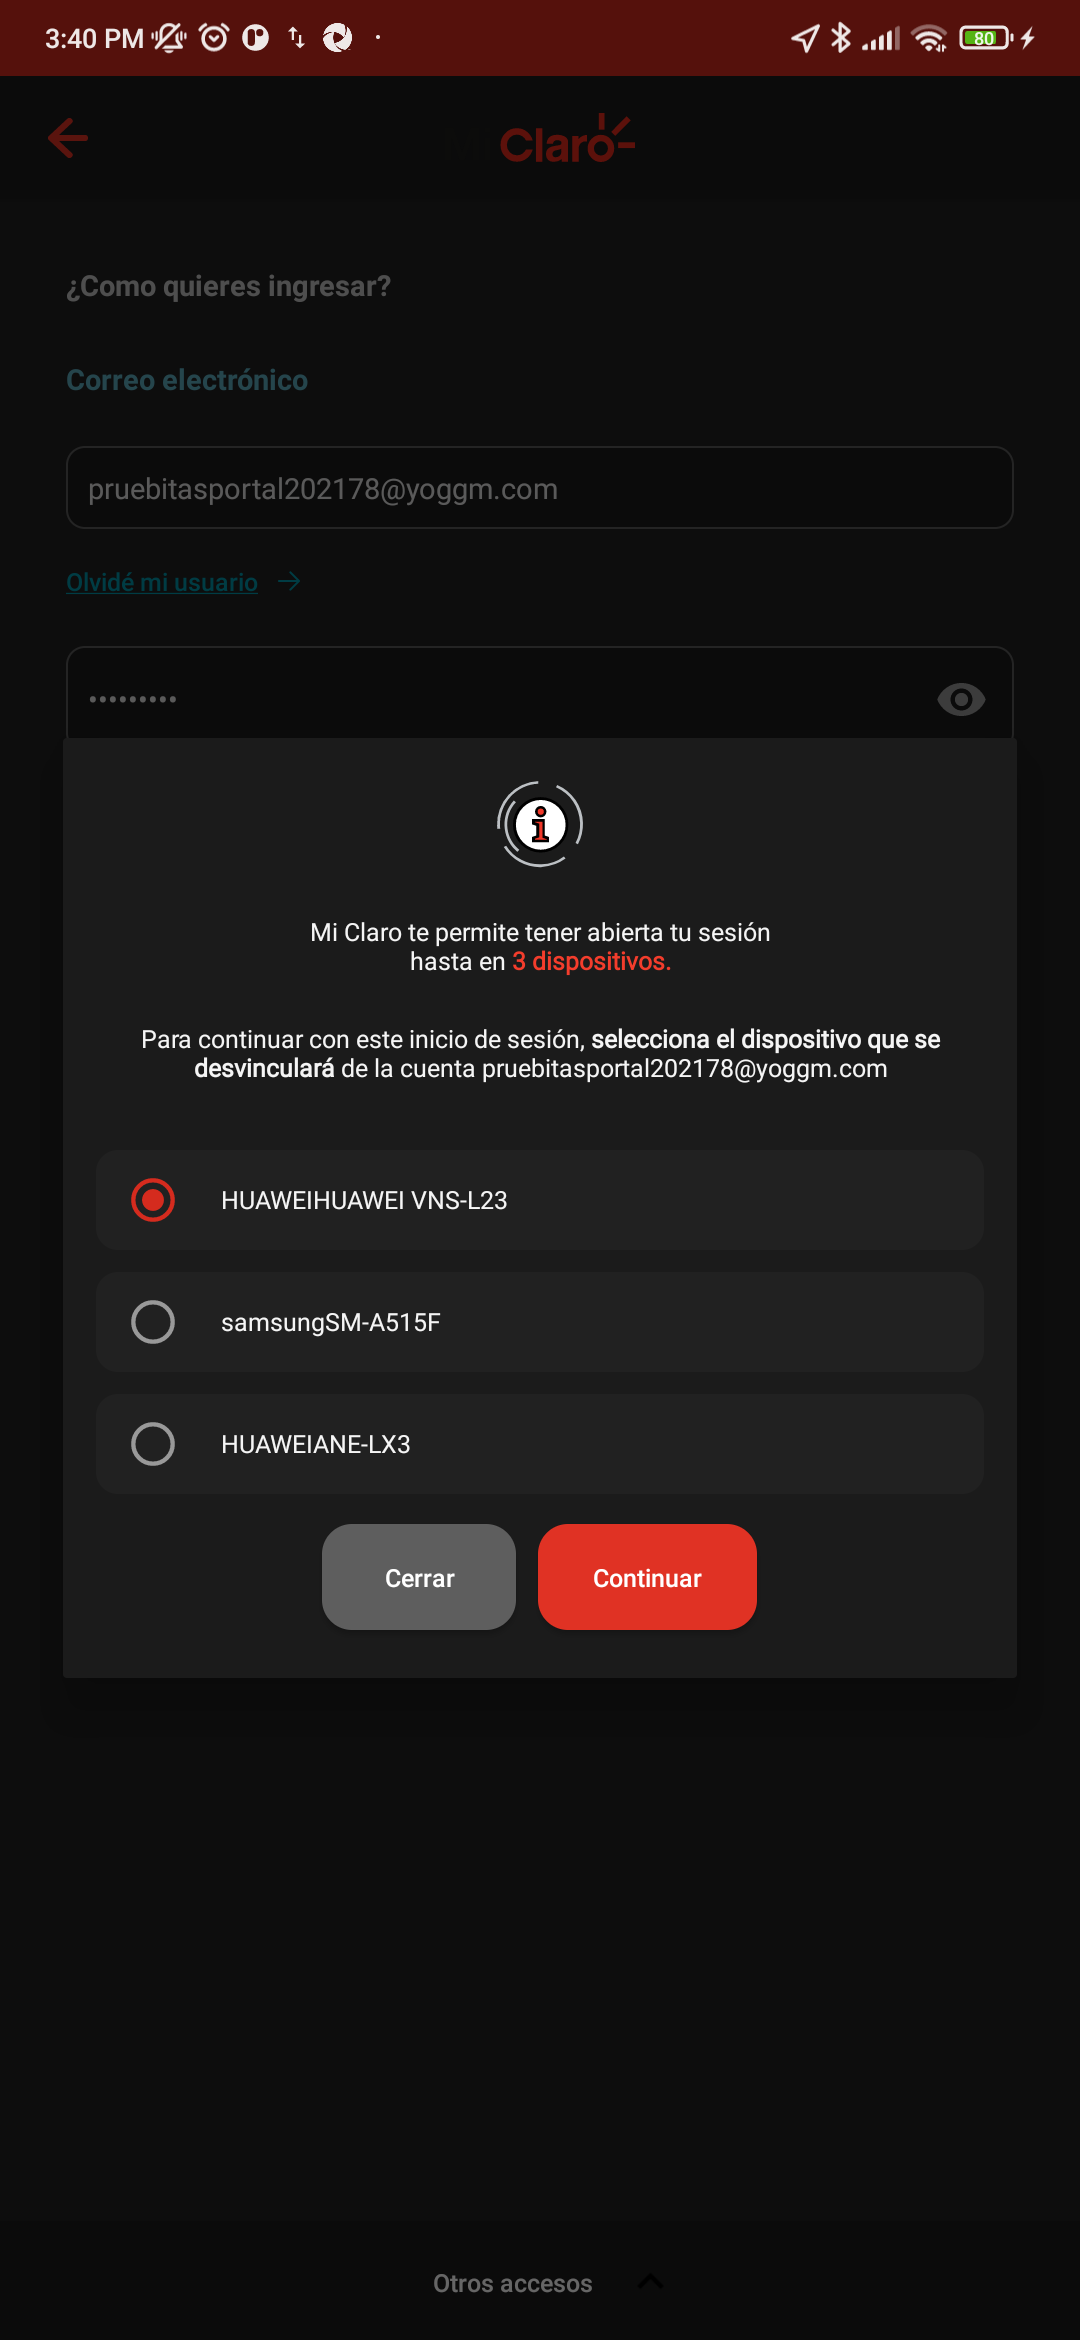 3:40 PM
80
Claro
¿Como quieres ingresar?
Correo electrónico
pruebitasportal202178@yoggm.com
Olvidé mi usuario
•••••••••
Mi Claro te permite tener abierta tu sesión
hasta en 3 dispositivos.
Para continuar con este inicio de sesión, selecciona el dispositivo que se
desvinculará de la cuenta pruebitasportal202178@yoggm.com
HUAWEIHUAWEI VNS-L23
samsungSM-A515F
HUAWEIANE-LX3
Cerrar
Continuar
Otros accesos